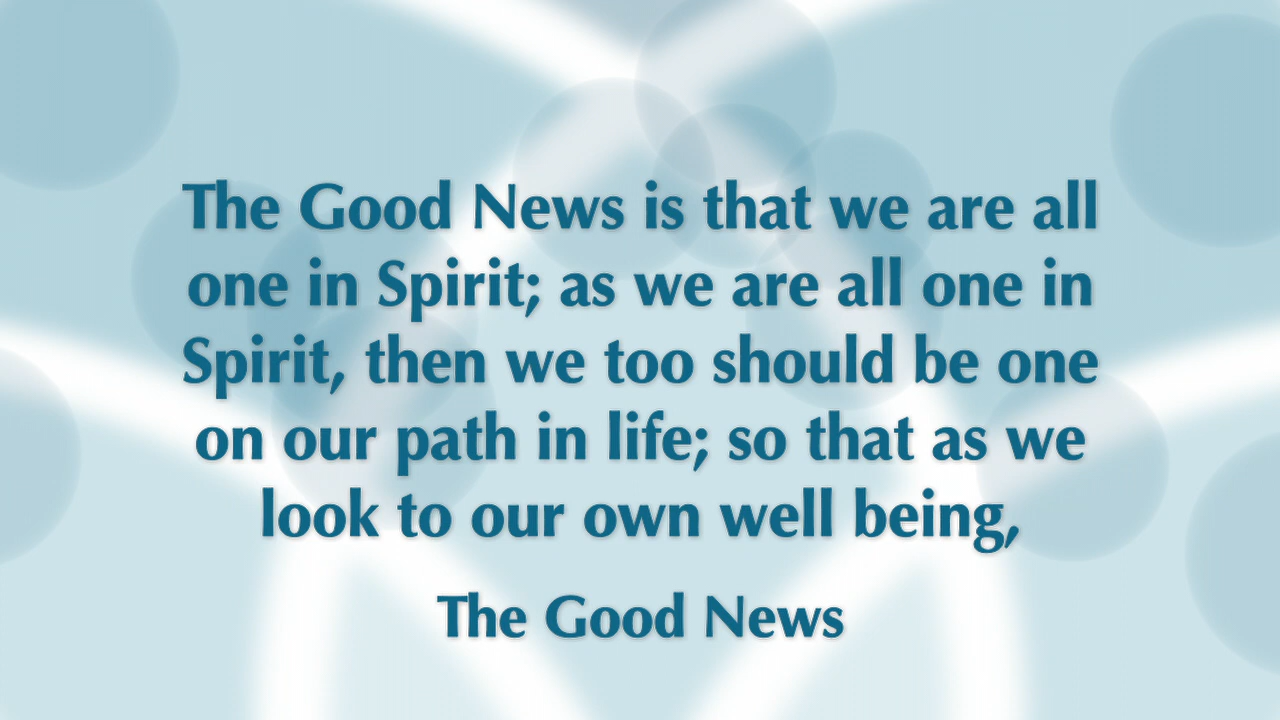 The Good News is that we are all
one in Spirit; as we are all one in
Spirit, then we too should be one
on our path in life; so that as we
look to our own well being,
The Good News